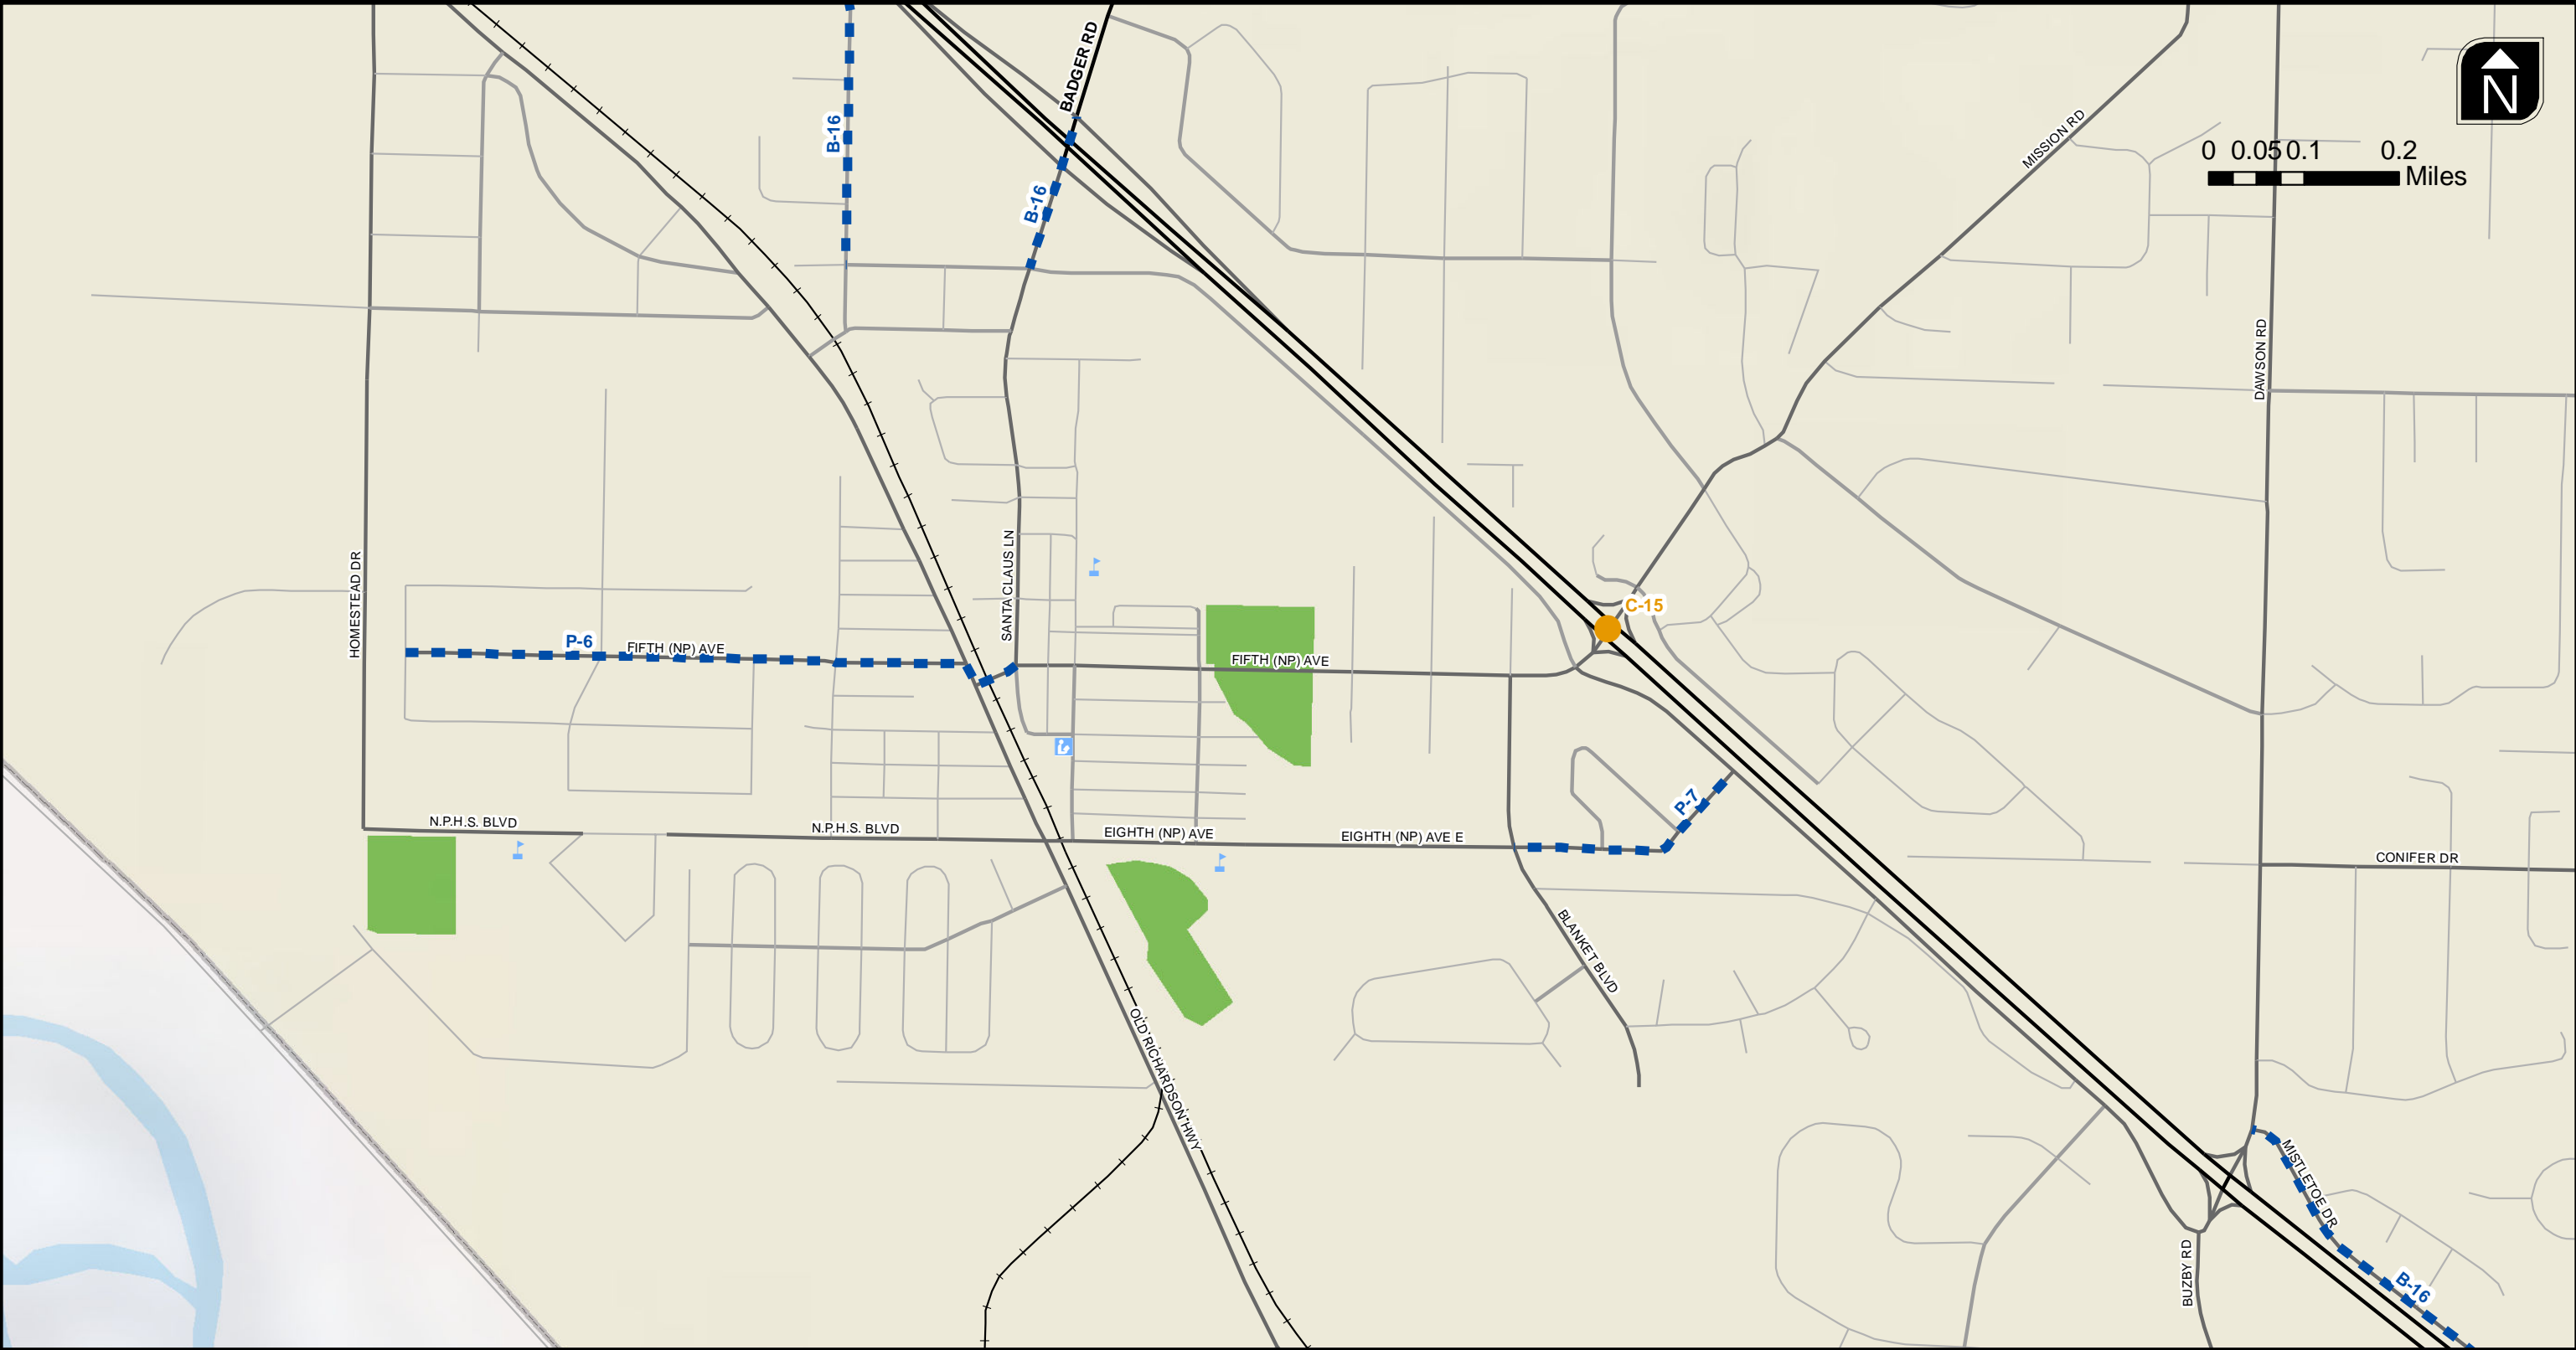 BADGER RD
B-16
B-16
MISSION RD
N
0 0.05 0.1 0.2
Miles
DAWSON RD
HOMESTEAD DR
SANTA CLAUS LN
C-15
P-6
FIFTH (NP) AVE
FIFTH (NP) AVE
P-7
N.P.H.S. BLVD
N.P.H.S. BLVD
EIGHTH (NP) AVE
EIGHTH (NP) AVE E
CONIFER DR
BLANKET BLVD
OLD RICHARDSON HWY
MISTLETOE DR
BUZBY RD
B-16